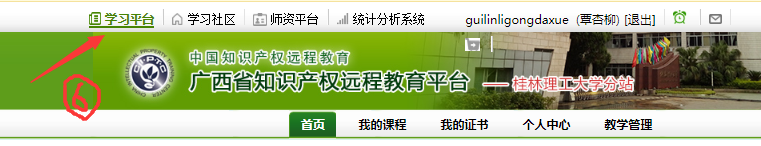 学习平台 学习社区 师资平台 统计分析系统 guilinligongdaxue (覃杏柳) [退出]
中国知识产权远程教育
广西省知识产权远程教育平台 ——桂林理工大学分站
6
首页 我的课程 我的证书 个人中心 教学管理